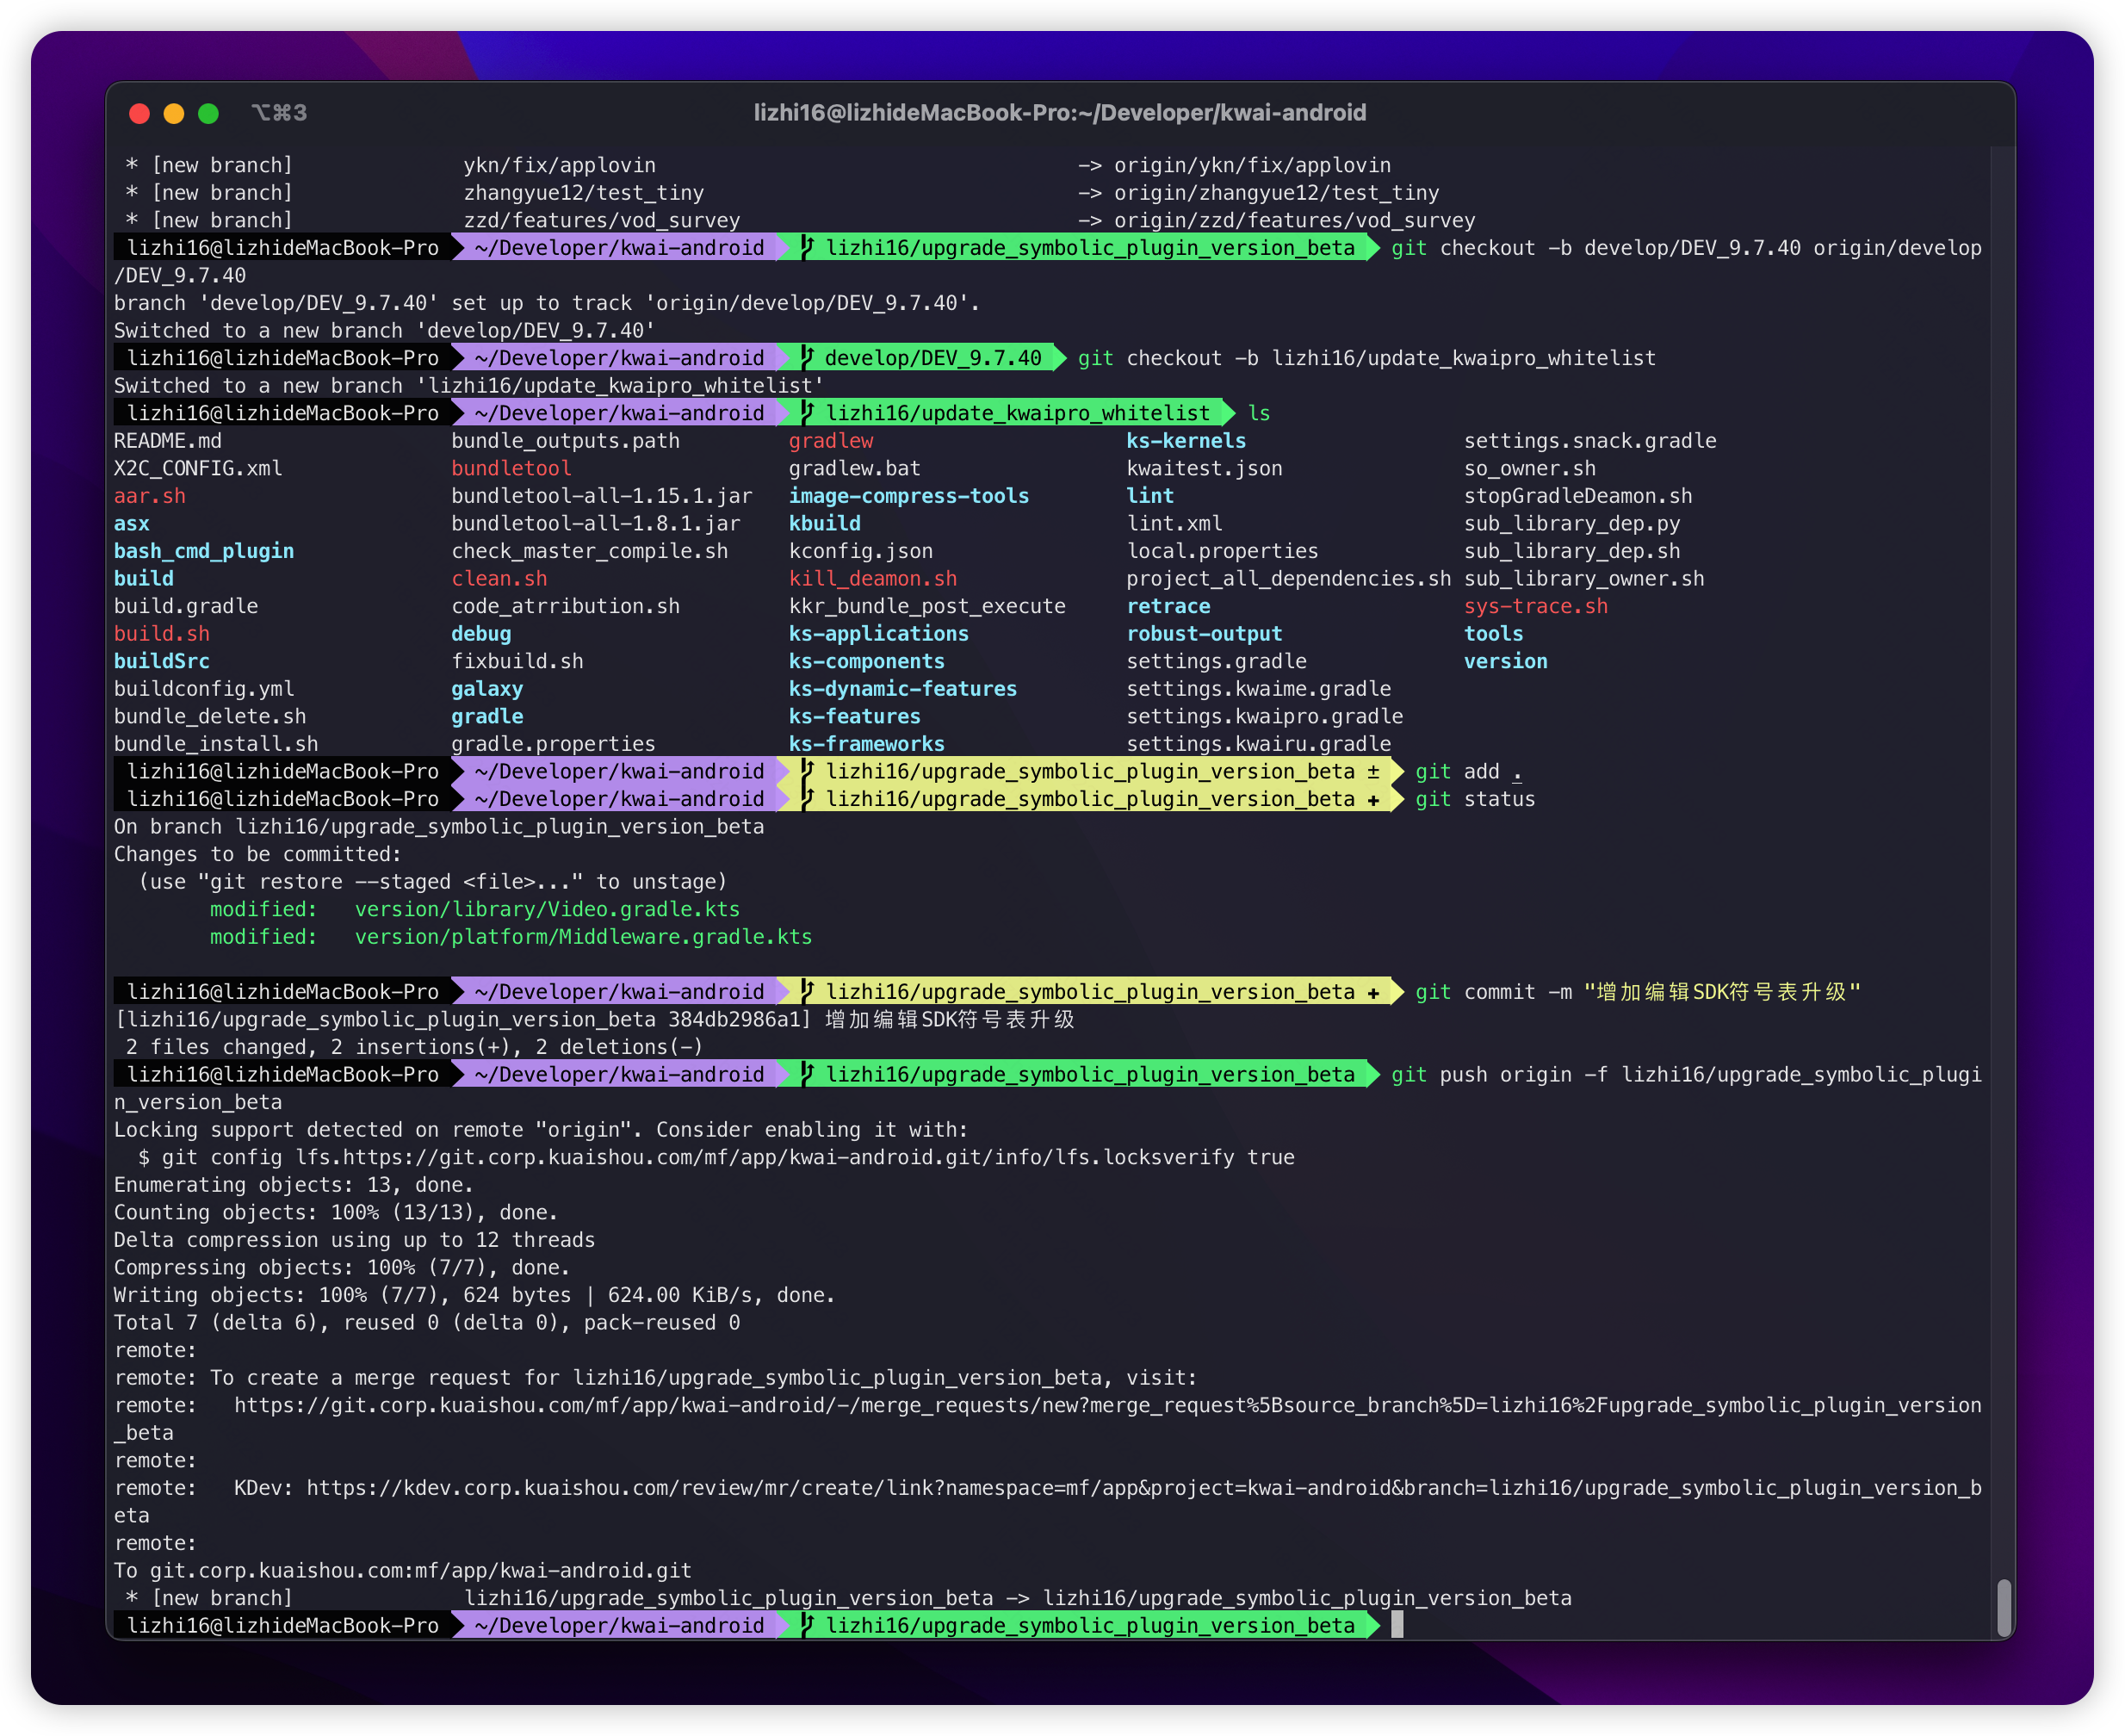 ⌥⌘3 lizhi16@lizhideMacBook-Pro:~/Developer/kwai-android
* [new branch] ykn/fix/applovin -> origin/ykn/fix/applovin
* [new branch] zhangyue12/test_tiny -> origin/zhangyue12/test_tiny
* [new branch] zzd/features/vod_survey -> origin/zzd/features/vod_survey
lizhi16@lizhideMacBook-Pro ~/Developer/kwai-android lizhi16/upgrade_symbolic_plugin_version_beta git checkout -b develop/DEV_9.7.40 origin/develop
/DEV_9.7.40
branch 'develop/DEV_9.7.40' set up to track 'origin/develop/DEV_9.7.40'.
Switched to a new branch 'develop/DEV_9.7.40'
lizhi16@lizhideMacBook-Pro ~/Developer/kwai-android develop/DEV_9.7.40 git checkout -b lizhi16/update_kwaipro_whitelist
Switched to a new branch 'lizhi16/update_kwaipro_whitelist'
lizhi16@lizhideMacBook-Pro ~/Developer/kwai-android lizhi16/update_kwaipro_whitelist ls
README.md bundle_outputs.path gradlew ks-kernels settings.snack.gradle
X2C_CONFIG.xml bundletool gradlew.bat kwaitest.json so_owner.sh
aar.sh bundletool-all-1.15.1.jar image-compress-tools lint stopGradleDeamon.sh
asx bundletool-all-1.8.1.jar kbuild lint.xml sub_library_dep.py
bash_cmd_plugin check_master_compile.sh kconfig.json local.properties sub_library_dep.sh
build clean.sh kill_deamon.sh project_all_dependencies.sh sub_library_owner.sh
build.gradle code_atrribution.sh kkr_bundle_post_execute retrace sys-trace.sh
build.sh debug ks-applications robust-output tools
buildSrc fixbuild.sh ks-components settings.gradle version
buildconfig.yml galaxy ks-dynamic-features settings.kwaime.gradle
bundle_delete.sh gradle ks-features settings.kwaipro.gradle
bundle_install.sh gradle.properties ks-frameworks settings.kwairu.gradle
lizhi16@lizhideMacBook-Pro ~/Developer/kwai-android lizhi16/upgrade_symbolic_plugin_version_beta ± git add .
lizhi16@lizhideMacBook-Pro ~/Developer/kwai-android lizhi16/upgrade_symbolic_plugin_version_beta ✚ git status
On branch lizhi16/upgrade_symbolic_plugin_version_beta
Changes to be committed:
(use "git restore --staged <file>..." to unstage)
modified: version/library/Video.gradle.kts
modified: version/platform/Middleware.gradle.kts
lizhi16@lizhideMacBook-Pro ~/Developer/kwai-android lizhi16/upgrade_symbolic_plugin_version_beta ✚ git commit -m "增加编辑SDK符号表升级"
[lizhi16/upgrade_symbolic_plugin_version_beta 384db2986a1] 增加编辑SDK符号表升级
2 files changed, 2 insertions(+), 2 deletions(-)
lizhi16@lizhideMacBook-Pro ~/Developer/kwai-android lizhi16/upgrade_symbolic_plugin_version_beta git push origin -f lizhi16/upgrade_symbolic_plugi
n_version_beta
Locking support detected on remote "origin". Consider enabling it with:
$ git config lfs.https://git.corp.kuaishou.com/mf/app/kwai-android.git/info/lfs.locksverify true
Enumerating objects: 13, done.
Counting objects: 100% (13/13), done.
Delta compression using up to 12 threads
Compressing objects: 100% (7/7), done.
Writing objects: 100% (7/7), 624 bytes | 624.00 KiB/s, done.
Total 7 (delta 6), reused 0 (delta 0), pack-reused 0
remote:
remote: To create a merge request for lizhi16/upgrade_symbolic_plugin_version_beta, visit:
remote: https://git.corp.kuaishou.com/mf/app/kwai-android/-/merge_requests/new?merge_request%5Bsource_branch%5D=lizhi16%2Fupgrade_symbolic_plugin_version
_beta
remote:
remote: KDev: https://kdev.corp.kuaishou.com/review/mr/create/link?namespace=mf/app&project=kwai-android&branch=lizhi16/upgrade_symbolic_plugin_version_b
eta
remote:
To git.corp.kuaishou.com:mf/app/kwai-android.git
* [new branch] lizhi16/upgrade_symbolic_plugin_version_beta -> lizhi16/upgrade_symbolic_plugin_version_beta
lizhi16@lizhideMacBook-Pro ~/Developer/kwai-android lizhi16/upgrade_symbolic_plugin_version_beta